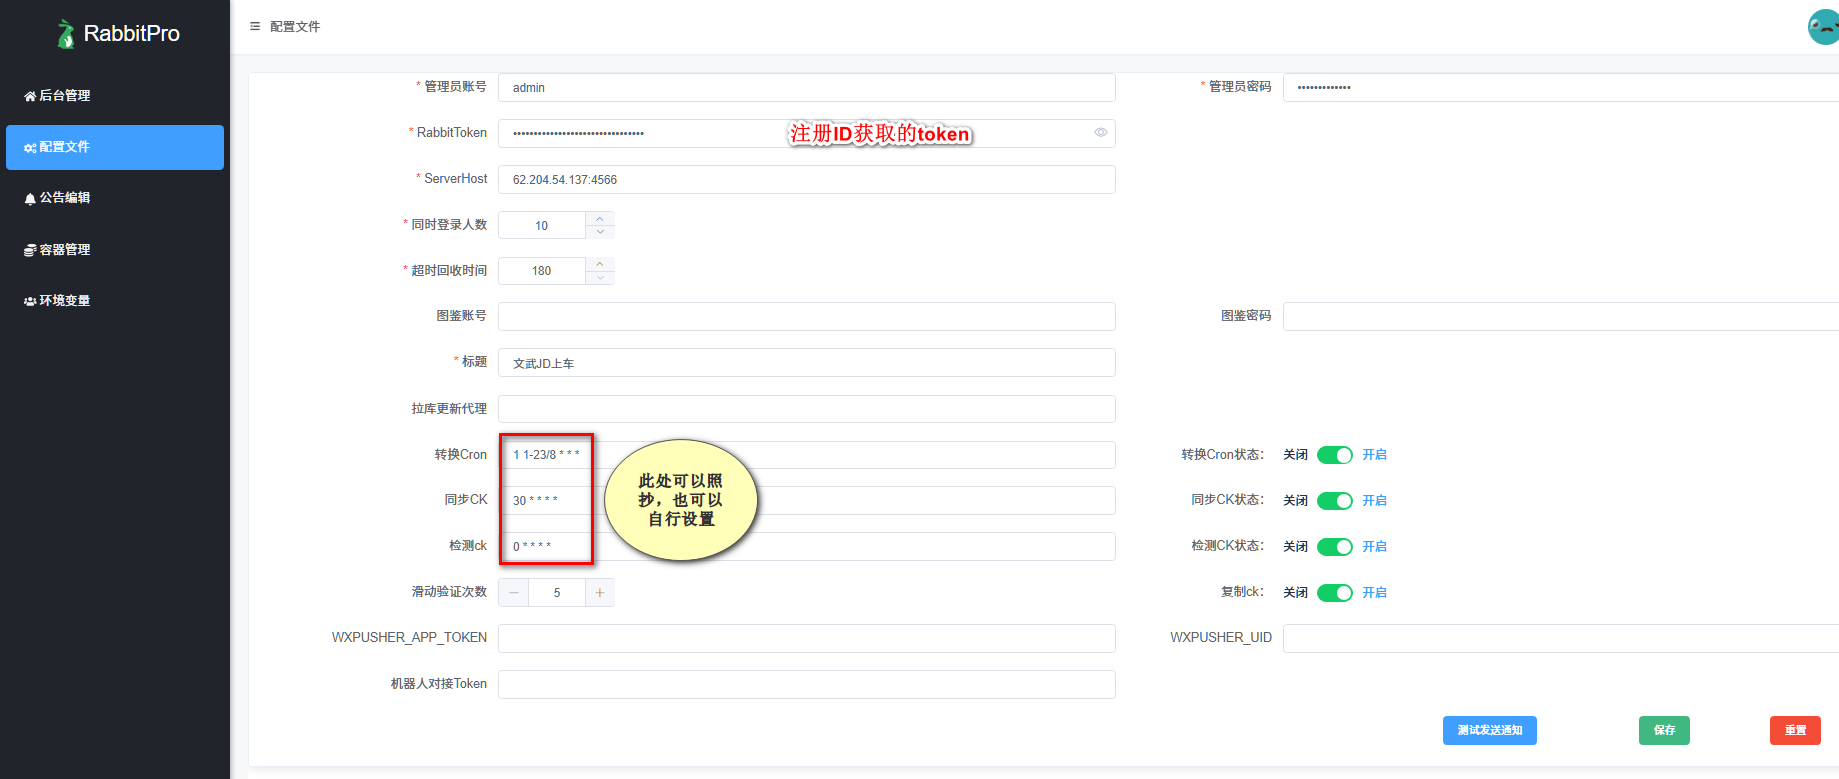 RabbitPro
配置文件
后台管理
配置文件
公告编辑
容器管理
环境变量
* 管理员账号 admin
* 管理员密码 •••••••••••••
* RabbitToken •••••••••••••••••••••••••••••••• 注册ID获取的token
* ServerHost 62.204.54.137:4566
* 同时登录人数 10
* 超时回收时间 180
图鉴账号
图鉴密码
* 标题 文武JD上车
拉库更新代理
转换Cron 1 1-23/8 * * *
转换Cron状态： 关闭 开启
同步CK 30 * * * *
同步CK状态： 关闭 开启
检测ck 0 * * * *
检测CK状态： 关闭 开启
此处可以照
抄，也可以
自行设置
滑动验证次数 − 5 +
复制ck： 关闭 开启
WXPUSHER_APP_TOKEN
WXPUSHER_UID
机器人对接Token
测试发送通知 保存 重置